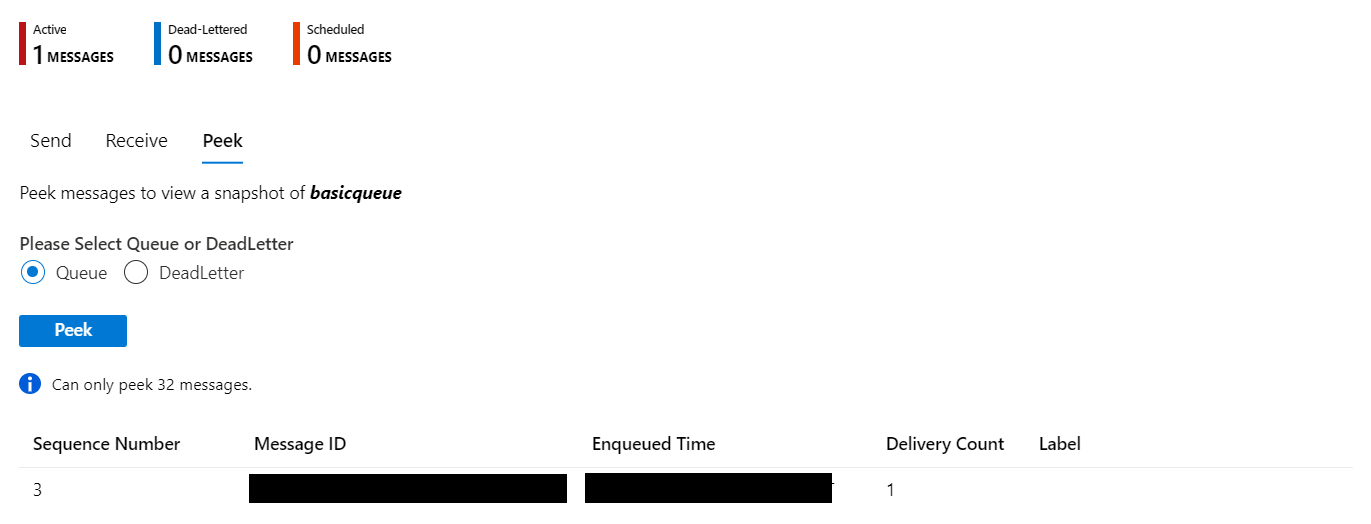 Active Dead-Lettered Scheduled
1 MESSAGES 0 MESSAGES 0 MESSAGES
Send Receive Peek
Peek messages to view a snapshot of basicqueue
Please Select Queue or DeadLetter
Queue DeadLetter
Peek
Can only peek 32 messages.
Sequence Number Message ID Enqueued Time Delivery Count Label
3 1